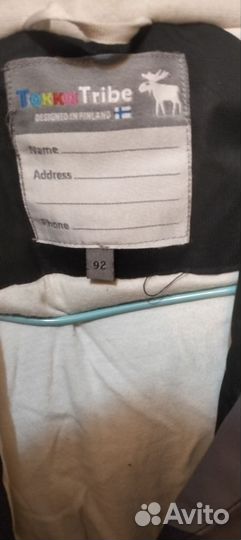 TokkaTribe
DESIGNED IN FINLAND
Name
Address
Phone
92
Avito